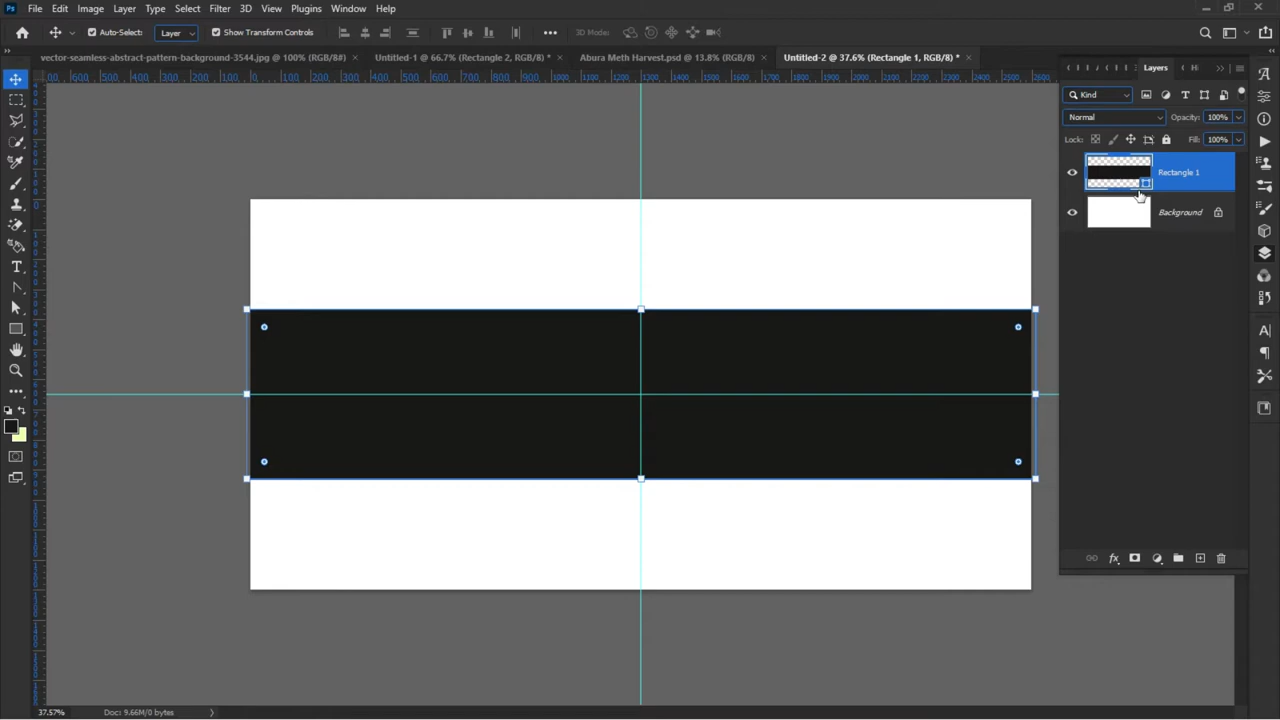 Ps File Edit Image Layer Type Select Filter 3D View Plugins Window Help
Auto-Select: Layer Show Transform Controls 3D Mode:
vector-seamless-abstract-pattern-background-3544.jpg @ 100% (RGB/8#) × Untitled-1 @ 66.7% (Rectangle 2, RGB/8) * × Abura Meth Harvest.psd @ 13.8% (RGB/8) × Untitled-2 @ 37.6% (Rectangle 1, RGB/8) * ×
Layers
Kind
Normal Opacity: 100%
Lock: Fill: 100%
Rectangle 1
Background
37.57% Doc: 9.66M/0 bytes